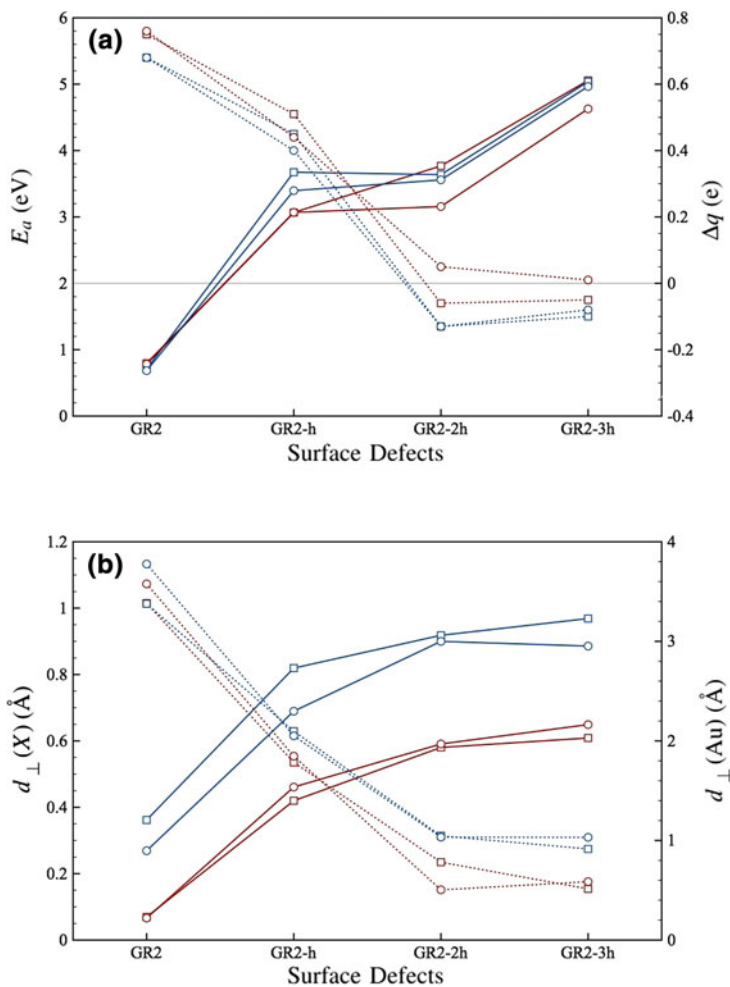 (a)
6
5
4
3
2
1
0
E_a (eV)
0.8
0.6
0.4
0.2
0
-0.2
-0.4
Δq (e)
GR2 GR2-h GR2-2h GR2-3h
Surface Defects
(b)
1.2
1
0.8
0.6
0.4
0.2
0
d⊥(X) (Å)
4
3
2
1
0
d⊥(Au) (Å)
GR2 GR2-h GR2-2h GR2-3h
Surface Defects